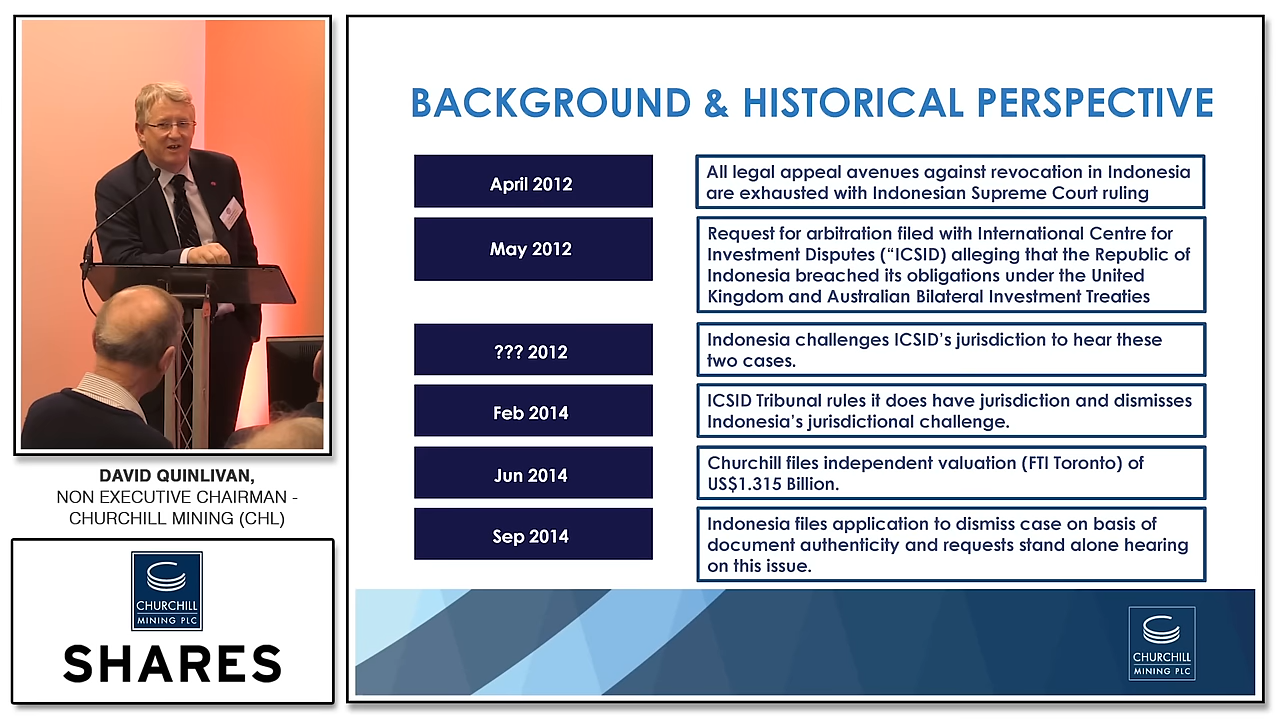 BACKGROUND & HISTORICAL PERSPECTIVE
April 2012
All legal appeal avenues against revocation in Indonesia
are exhausted with Indonesian Supreme Court ruling
May 2012
Request for arbitration filed with International Centre for
Investment Disputes (“ICSID) alleging that the Republic of
Indonesia breached its obligations under the United
Kingdom and Australian Bilateral Investment Treaties
??? 2012
Indonesia challenges ICSID’s jurisdiction to hear these
two cases.
Feb 2014
ICSID Tribunal rules it does have jurisdiction and dismisses
Indonesia’s jurisdictional challenge.
Jun 2014
Churchill files independent valuation (FTI Toronto) of
US$1.315 Billion.
Sep 2014
Indonesia files application to dismiss case on basis of
document authenticity and requests stand alone hearing
on this issue.
CHURCHILL
MINING PLC
DAVID QUINLIVAN,
NON EXECUTIVE CHAIRMAN -
CHURCHILL MINING (CHL)
CHURCHILL
MINING PLC
SHARES